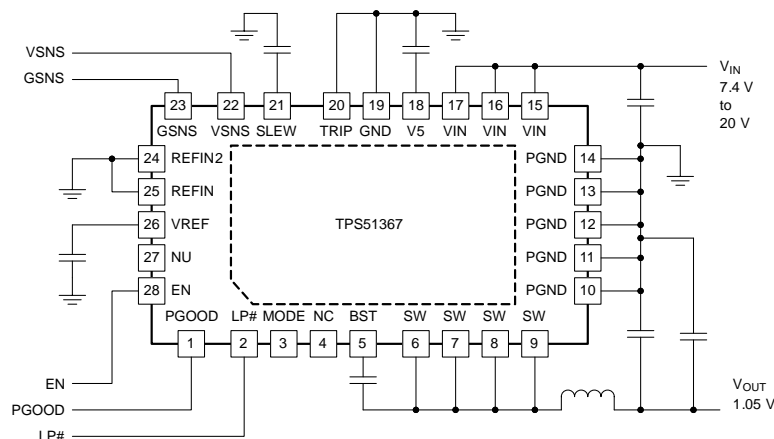 VSNS
GSNS
V_IN
7.4 V
to
20 V
23 22 21 20 19 18 17 16 15
GSNS VSNS SLEW TRIP GND V5 VIN VIN VIN
24 REFIN2
25 REFIN
26 VREF
27 NU
28 EN
TPS51367
PGND 14
PGND 13
PGND 12
PGND 11
PGND 10
PGOOD LP# MODE NC BST SW SW SW SW
1 2 3 4 5 6 7 8 9
EN
PGOOD
LP#
V_OUT
1.05 V